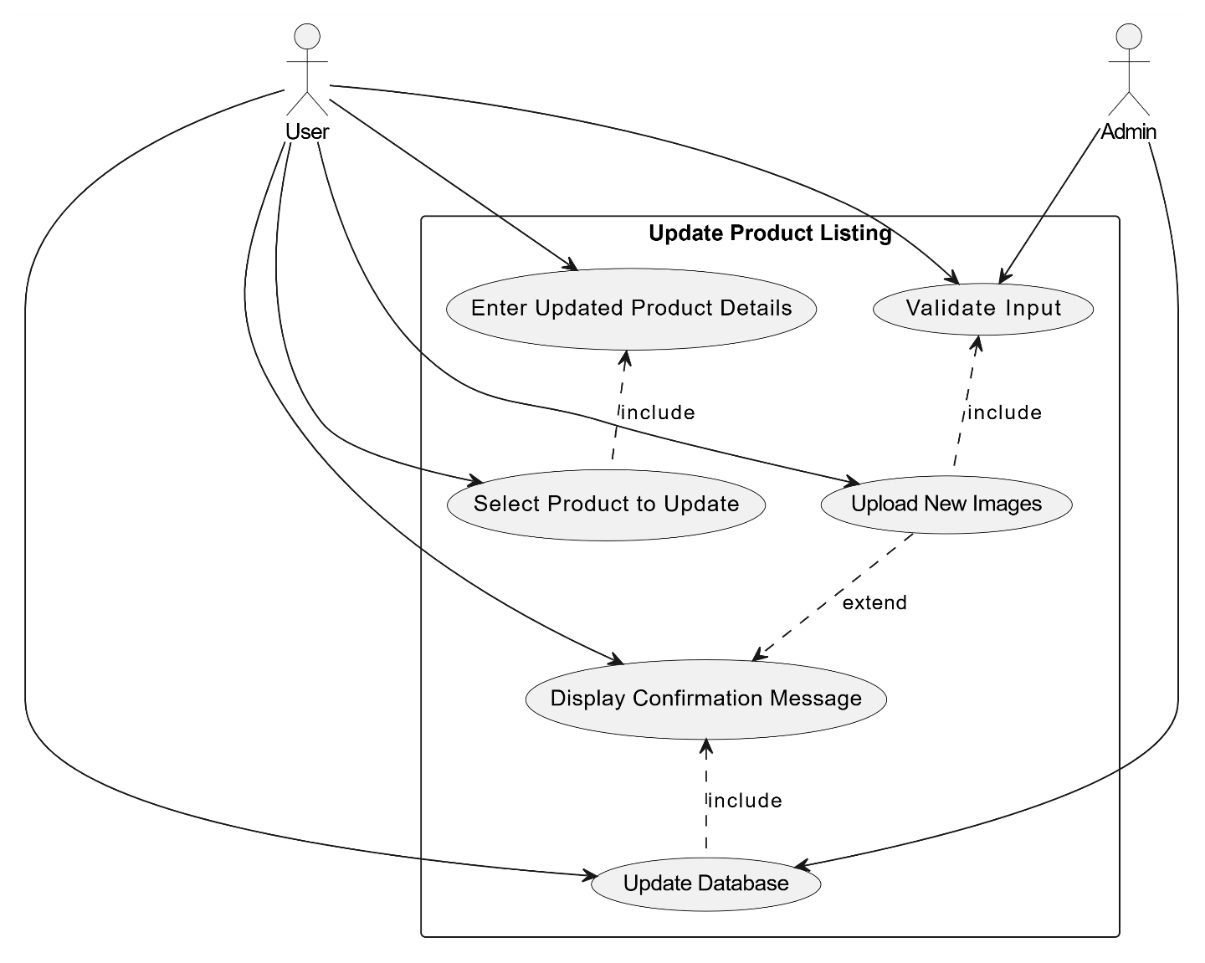 User
Admin
Update Product Listing
Enter Updated Product Details
Validate Input
include
include
Select Product to Update
Upload New Images
extend
Display Confirmation Message
include
Update Database